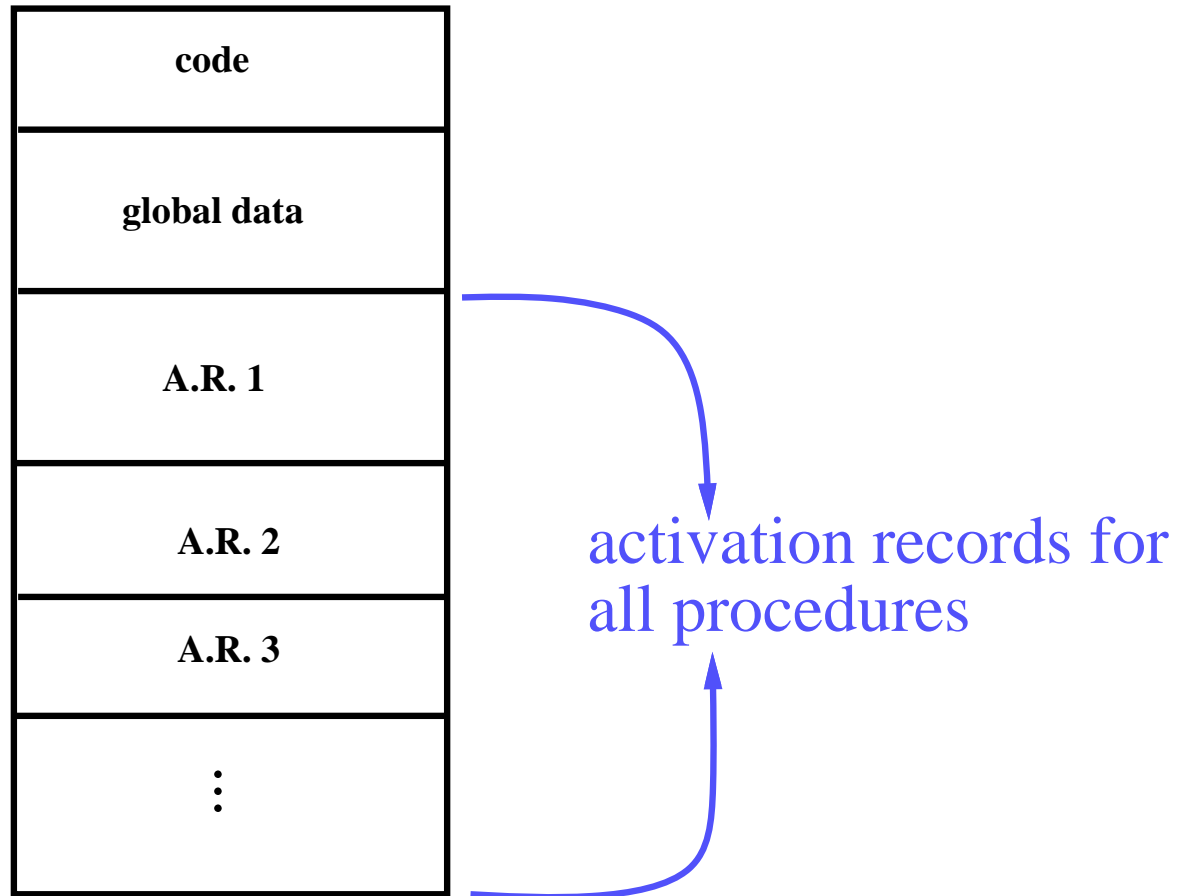 code
global data
A.R. 1
A.R. 2
activation records for
all procedures
A.R. 3
⋮